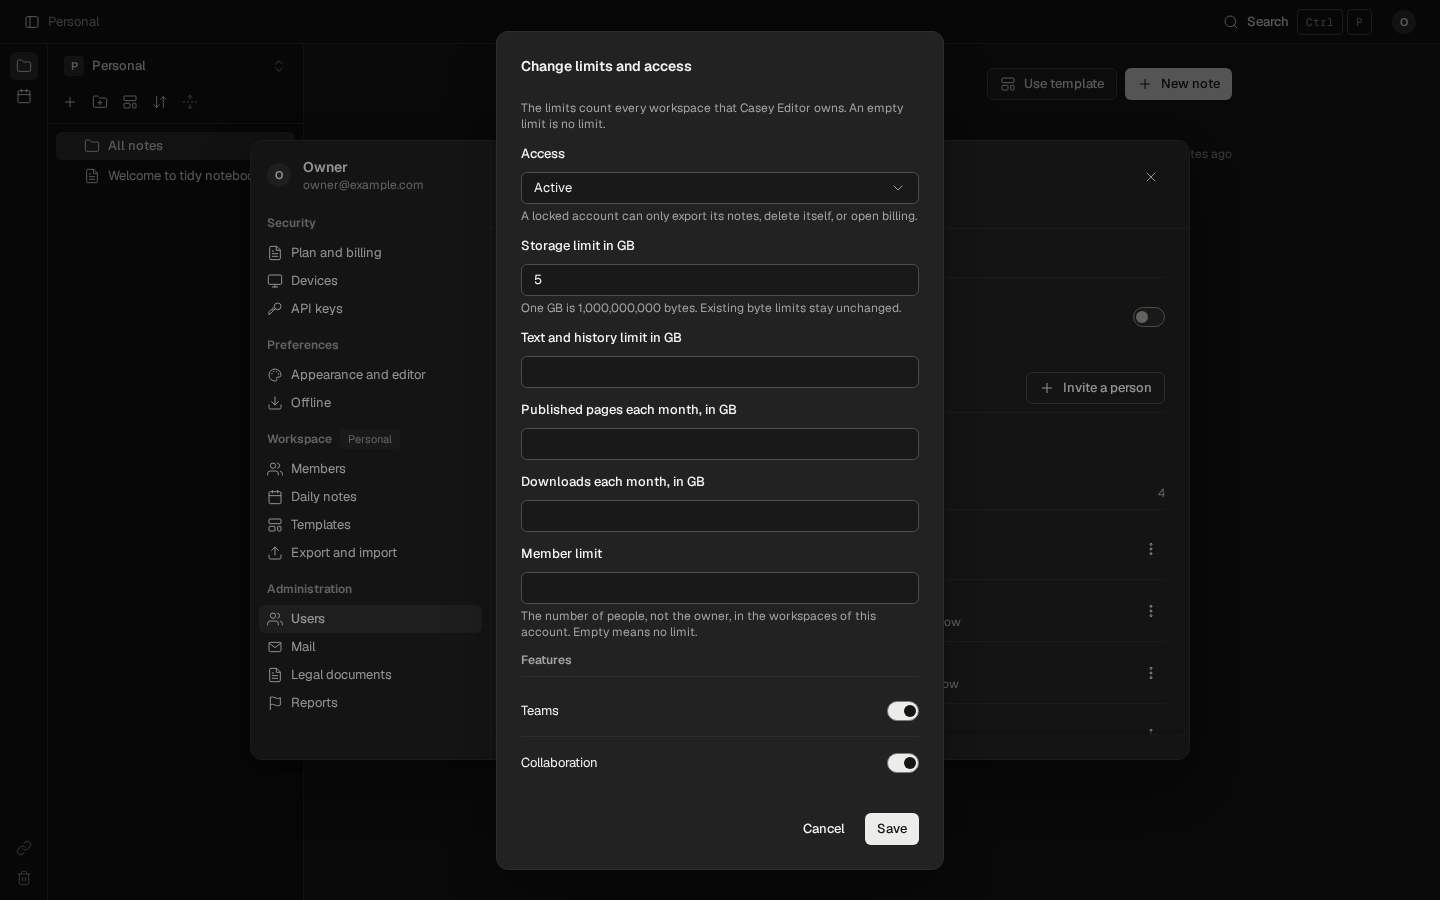 Personal
Search
Ctrl
P
O
P
Personal
Use template
New note
All notes
Welcome to tidy
Owner
owner@example.com
Security
Plan and billing
Devices
API keys
Preferences
Appearance and editor
Offline
Workspace
Personal
Members
Daily notes
Templates
Export and import
Administration
Users
Mail
Legal documents
Reports
Invite a person
4
ago
Change limits and access
The limits count every workspace that Casey Editor owns. An empty
limit is no limit.
Access
Active
A locked account can only export its notes, delete itself, or open billing.
Storage limit in GB
5
One GB is 1,000,000,000 bytes. Existing byte limits stay unchanged.
Text and history limit in GB
Published pages each month, in GB
Downloads each month, in GB
Member limit
The number of people, not the owner, in the workspaces of this
account. Empty means no limit.
Features
Teams
Collaboration
Cancel
Save